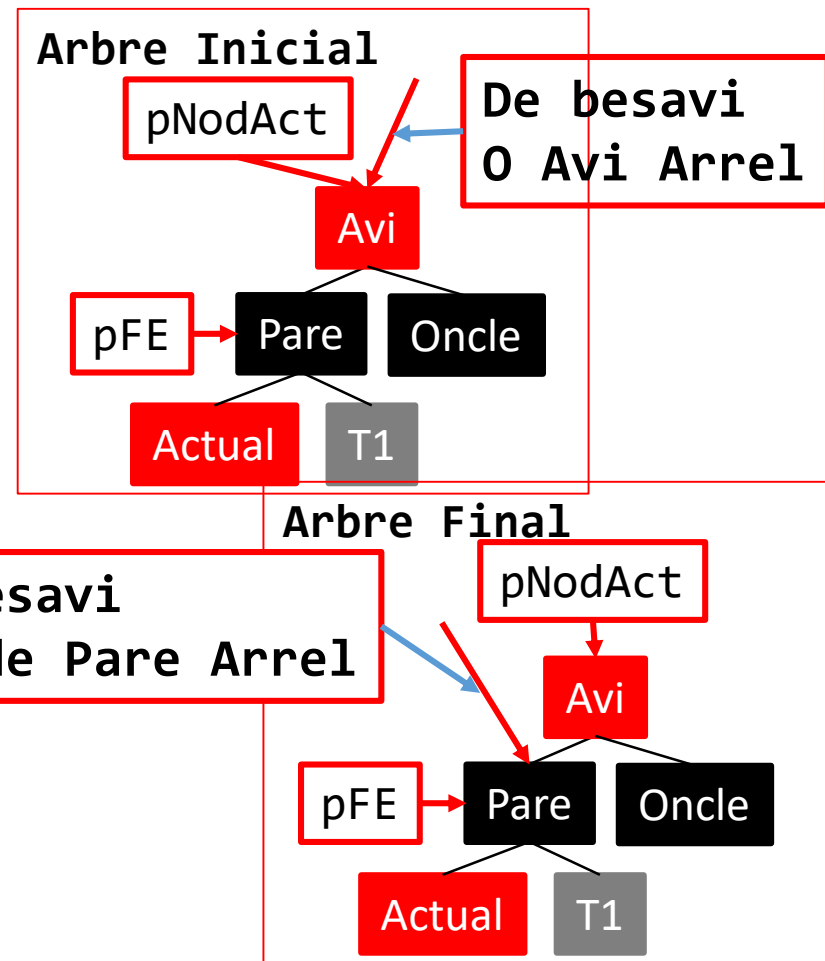 Arbre Inicial
pNodAct
De besavi
O Avi Arrel
Avi
pFE
Pare
Oncle
Actual
T1
Arbre Final
pNodAct
esavi
de Pare Arrel
Avi
pFE
Pare
Oncle
Actual
T1